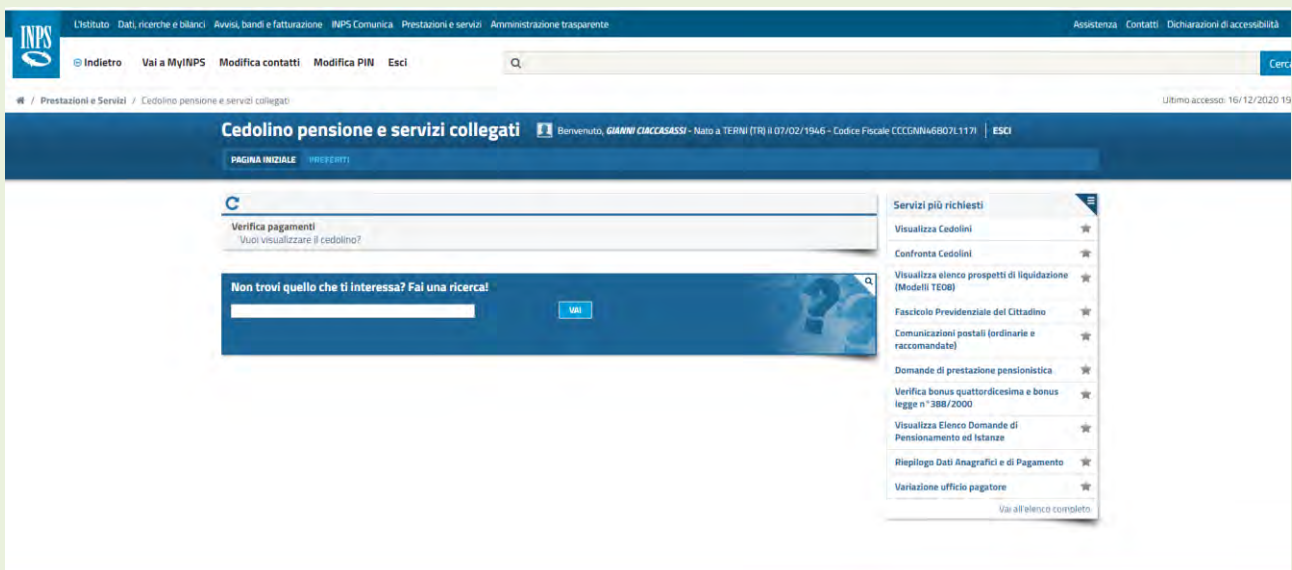 INPS
L'Istituto Dati, ricerche e bilanci Avvisi, bandi e fatturazione INPS Comunica Prestazioni e servizi Amministrazione trasparente
Assistenza Contatti Dichiarazioni di accessibilità
Indietro Vai a MyINPS Modifica contatti Modifica PIN Esci
Cerca
/ Prestazioni e Servizi / Cedolino pensione e servizi collegati
Ultimo accesso: 16/12/2020 19
Cedolino pensione e servizi collegati
Benvenuto, GIANNI CIACCASASSI - Nato a TERNI (TR) il 07/02/1946 - Codice Fiscale CCCGNN46B07L117I | ESCI
PAGINA INIZIALE PREFERITI
Verifica pagamenti
Vuoi visualizzare il cedolino?
Non trovi quello che ti interessa? Fai una ricerca!
VAI
Servizi più richiesti
Visualizza Cedolini
Confronta Cedolini
Visualizza elenco prospetti di liquidazione
(Modelli TE08)
Fascicolo Previdenziale del Cittadino
Comunicazioni postali (ordinarie e
raccomandate)
Domande di prestazione pensionistica
Verifica bonus quattordicesima e bonus
legge n°388/2000
Visualizza Elenco Domande di
Pensionamento ed Istanze
Riepilogo Dati Anagrafici e di Pagamento
Variazione ufficio pagatore
Vai all'elenco completo